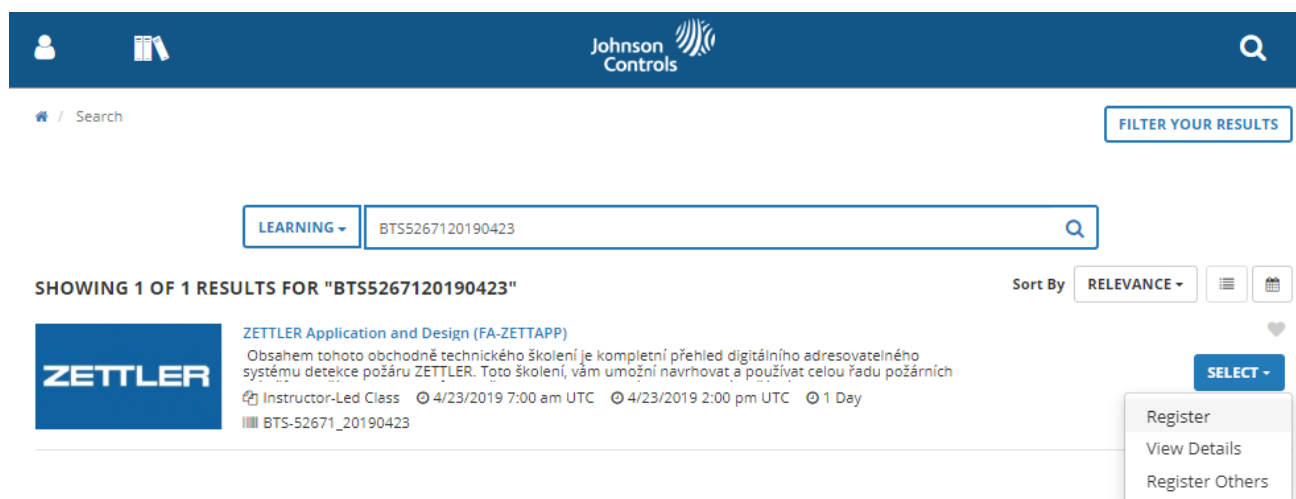 Johnson
Controls
/ Search
FILTER YOUR RESULTS
LEARNING
BTS5267120190423
SHOWING 1 OF 1 RESULTS FOR "BTS5267120190423"
Sort By RELEVANCE
ZETTLER
ZETTLER Application and Design (FA-ZETTAPP)
Obsahem tohoto obchodně technického školení je kompletní přehled digitálního adresovatelného
systému detekce požáru ZETTLER. Toto školení, vám umožní navrhovat a používat celou řadu požárních
SELECT
Instructor-Led Class 4/23/2019 7:00 am UTC 4/23/2019 2:00 pm UTC 1 Day
BTS-52671_20190423
Register
View Details
Register Others